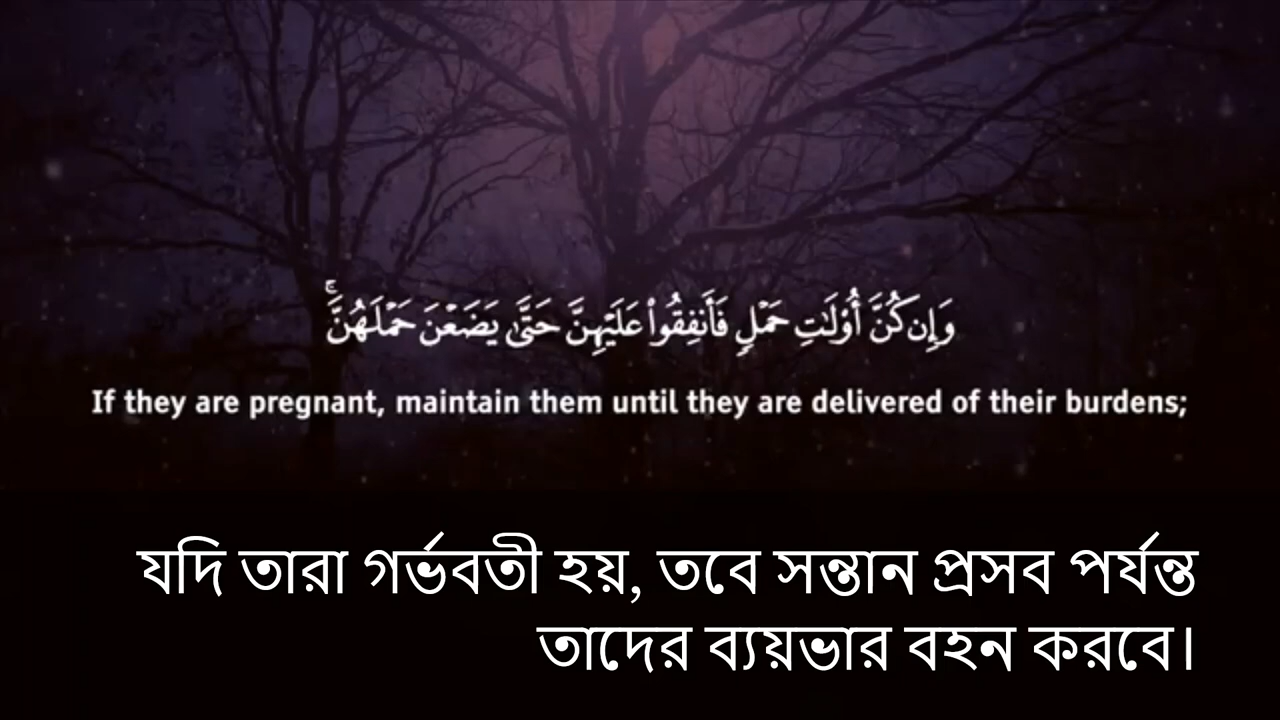 وَإِن كُنَّ أُوْلَٰتِ حَمْلٍ فَأَنفِقُوا۟ عَلَيْهِنَّ حَتَّىٰ يَضَعْنَ حَمْلَهُنَّ ۚ
If they are pregnant, maintain them until they are delivered of their burdens;
যদি তারা গর্ভবতী হয়, তবে সন্তান প্রসব পর্যন্ত
তাদের ব্যয়ভার বহন করবে।